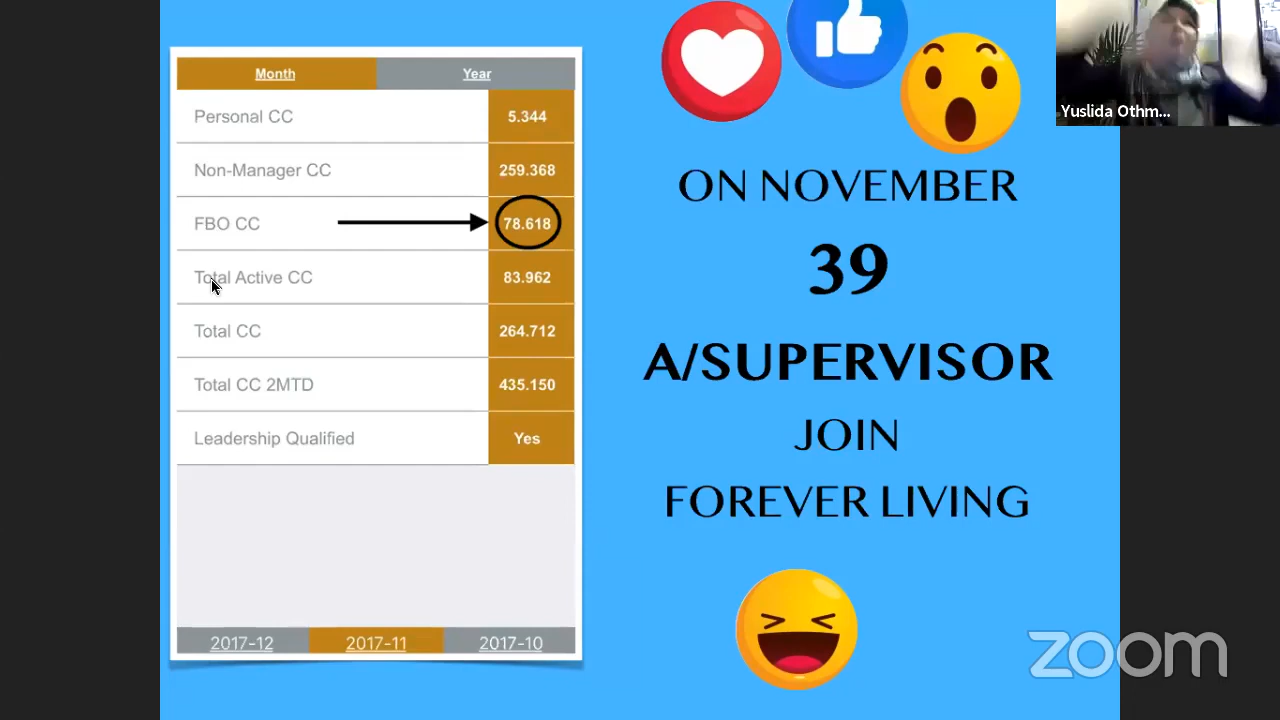 Month Year
Personal CC 5.344
Non-Manager CC 259.368
FBO CC 78.618
Total Active CC 83.962
Total CC 264.712
Total CC 2MTD 435.150
Leadership Qualified Yes
2017-12 2017-11 2017-10
ON NOVEMBER
39
A/SUPERVISOR
JOIN
FOREVER LIVING
Yuslida Othm...
zoom